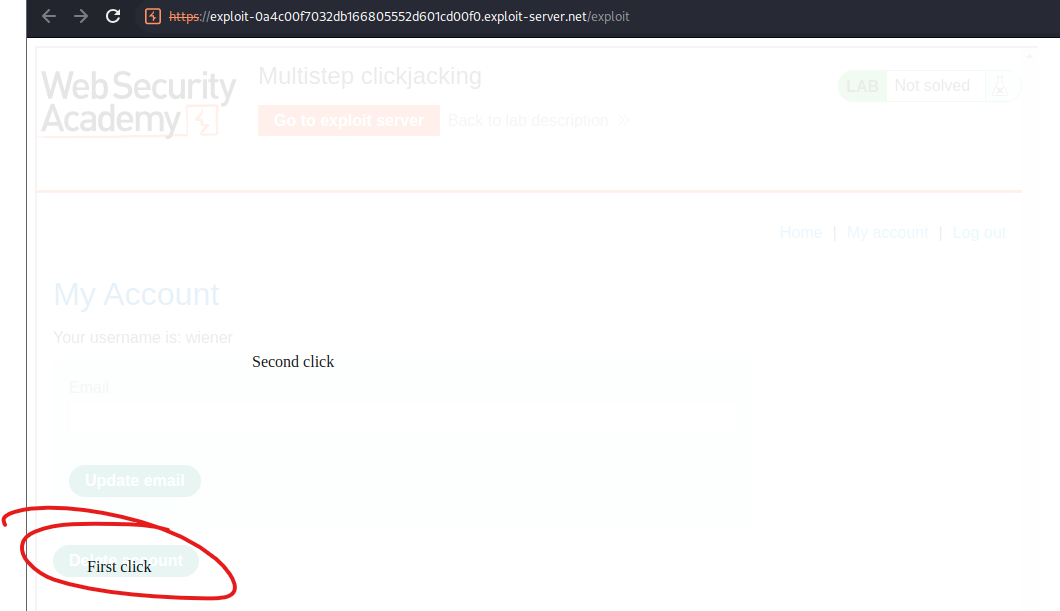 https://exploit-0a4c00f7032db166805552d601cd00f0.exploit-server.net/exploit
Web Security
Academy
Multistep clickjacking
Go to exploit server
Back to lab description »
LAB
Not solved
Home | My account | Log out
My Account
Your username is: wiener
Second click
Email
Update email
Delete account
First click